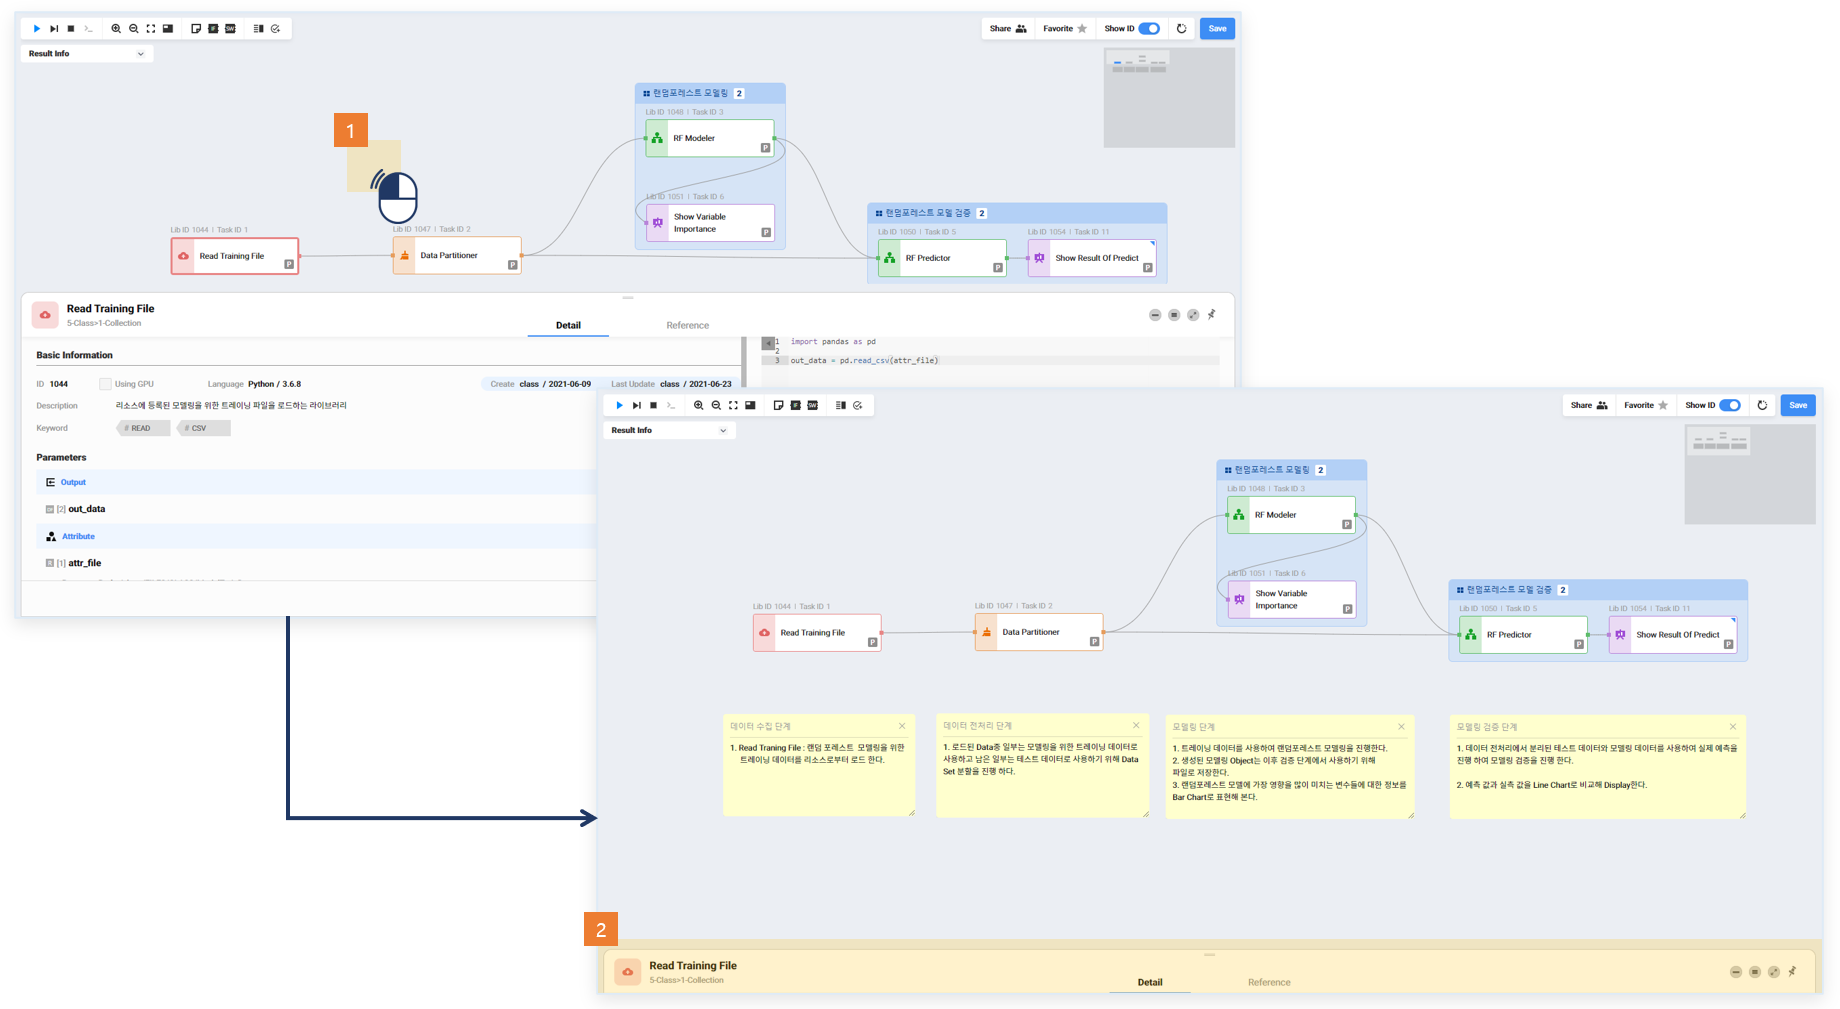 Share
Favorite
Show ID
Save
Result Info
1
랜덤포레스트 모델링 2
Lib ID 1048 | Task ID 3
RF Modeler
P
Lib ID 1051 | Task ID 6
Show Variable
Importance
P
랜덤포레스트 모델 검증 2
Lib ID 1044 | Task ID 1
Read Training File
P
Lib ID 1047 | Task ID 2
Data Partitioner
P
Lib ID 1050 | Task ID 5
RF Predictor
P
Lib ID 1054 | Task ID 11
Show Result Of Predict
P
Read Training File
5-Class>1-Collection
Detail
Reference
Basic Information
ID 1044
Using GPU
Language Python / 3.6.8
Create class / 2021-06-09
Last Update class / 2021-06-23
Description 리소스에 등록된 모델링을 위한 트레이닝 파일을 로드하는 라이브러리
Keyword # READ # CSV
Parameters
Output
[2] out_data
Attribute
[1] attr_file
1 import pandas as pd
2
3 out_data = pd.read_csv(attr_file)
Share
Favorite
Show ID
Save
Result Info
랜덤포레스트 모델링 2
Lib ID 1048 | Task ID 3
RF Modeler
P
Lib ID 1051 | Task ID 6
Show Variable
Importance
P
랜덤포레스트 모델 검증 2
Lib ID 1044 | Task ID 1
Read Training File
P
Lib ID 1047 | Task ID 2
Data Partitioner
P
Lib ID 1050 | Task ID 5
RF Predictor
P
Lib ID 1054 | Task ID 11
Show Result Of Predict
P
데이터 수집 단계
1. Read Traning File : 랜덤 포레스트 모델링을 위한
트레이닝 데이터를 리소스로부터 로드 한다.
데이터 전처리 단계
1. 로드된 Data중 일부는 모델링을 위한 트레이닝 데이터로
사용하고 남은 일부는 테스트 데이터로 사용하기 위해 Data
Set 분할을 진행 하다.
모델링 단계
1. 트레이닝 데이터를 사용하여 랜덤포레스트 모델링을 진행한다.
2. 생성된 모델링 Object는 이후 검증 단계에서 사용하기 위해
파일로 저장한다.
3. 랜덤포레스트 모델에 가장 영향을 많이 미치는 변수들에 대한 정보를
Bar Chart로 표현해 본다.
모델링 검증 단계
1. 데이터 전처리에서 분리된 테스트 데이터와 모델링 데이터를 사용하여 실제 예측을
진행 하여 모델링 검증을 진행 한다.
2. 예측 값과 실측 값을 Line Chart로 비교해 Display한다.
2
Read Training File
5-Class>1-Collection
Detail
Reference